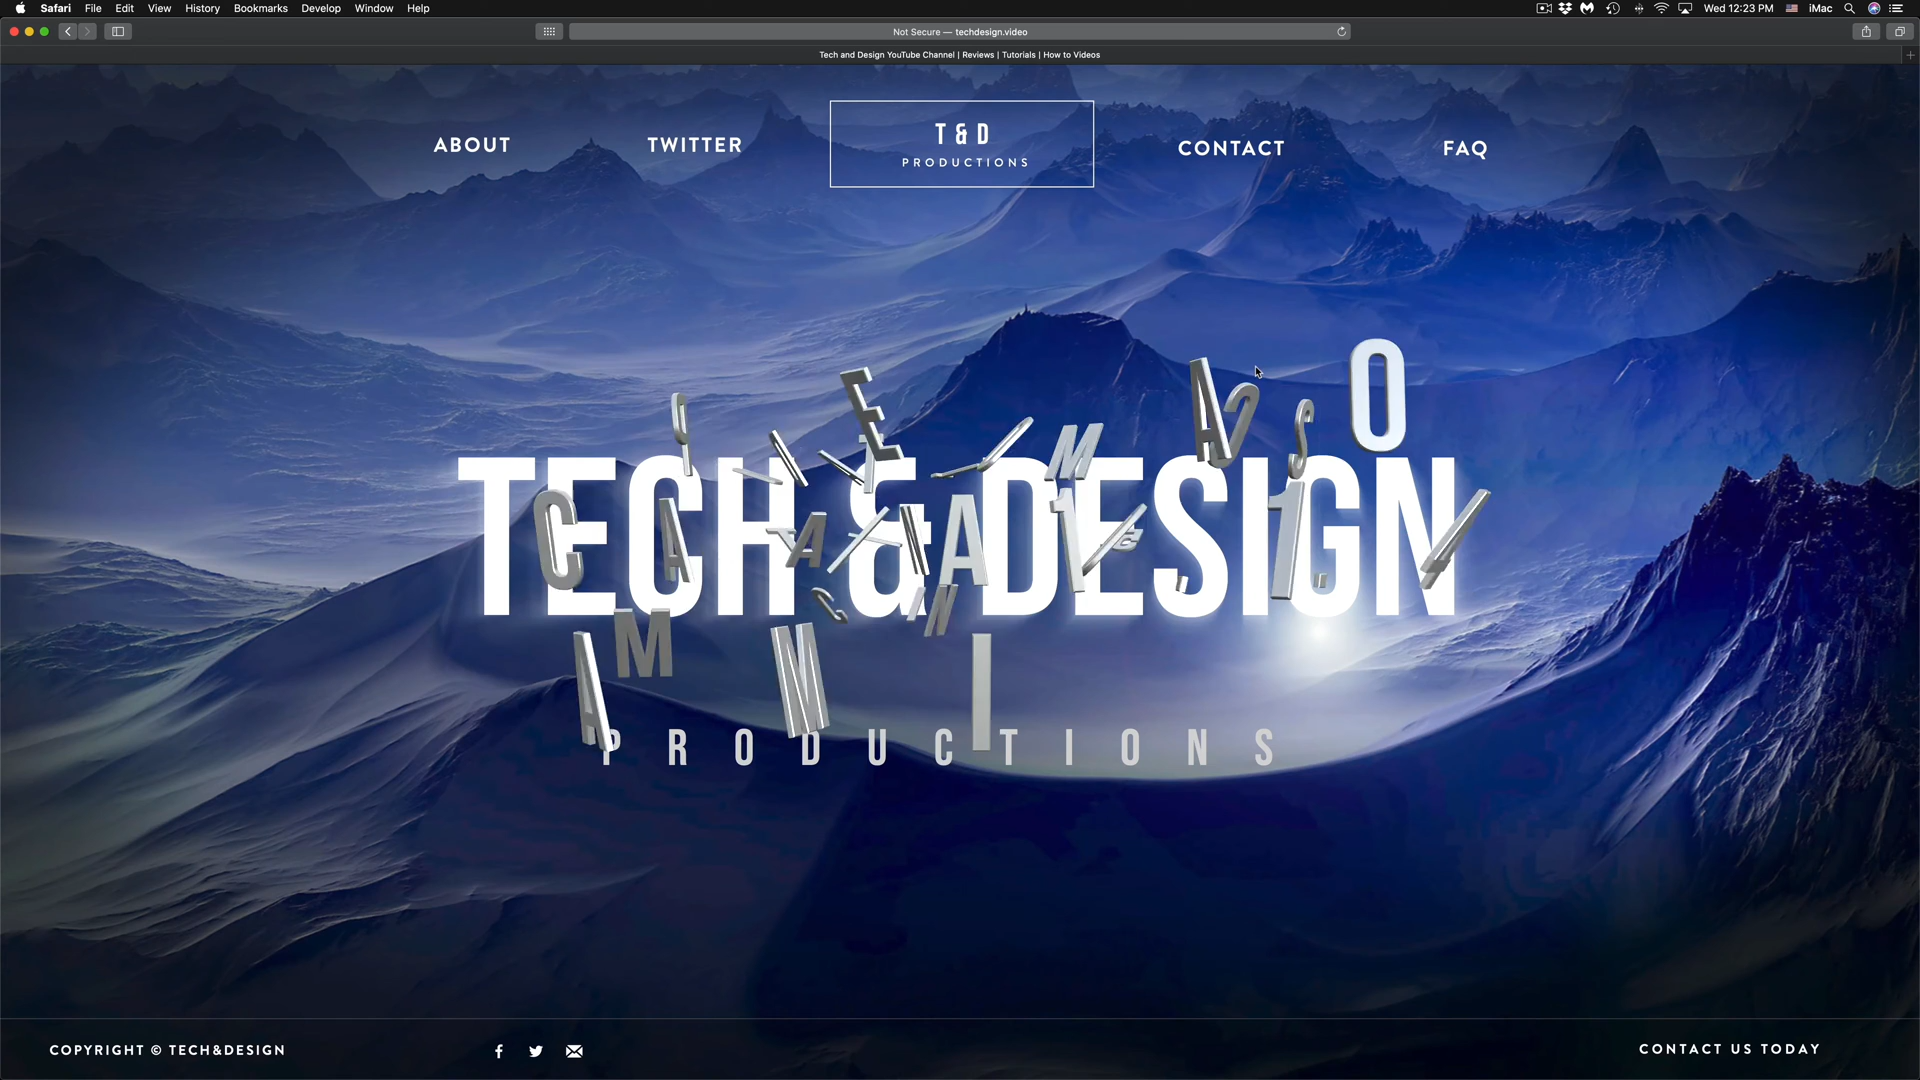 Safari File Edit View History Bookmarks Develop Window Help
Wed 12:23 PM iMac
Not Secure — techdesign.video
Tech and Design YouTube Channel | Reviews | Tutorials | How to Videos
ABOUT
TWITTER
T & D
PRODUCTIONS
CONTACT
FAQ
TECH & DESIGN
PRODUCTIONS
COPYRIGHT © TECH&DESIGN
CONTACT US TODAY